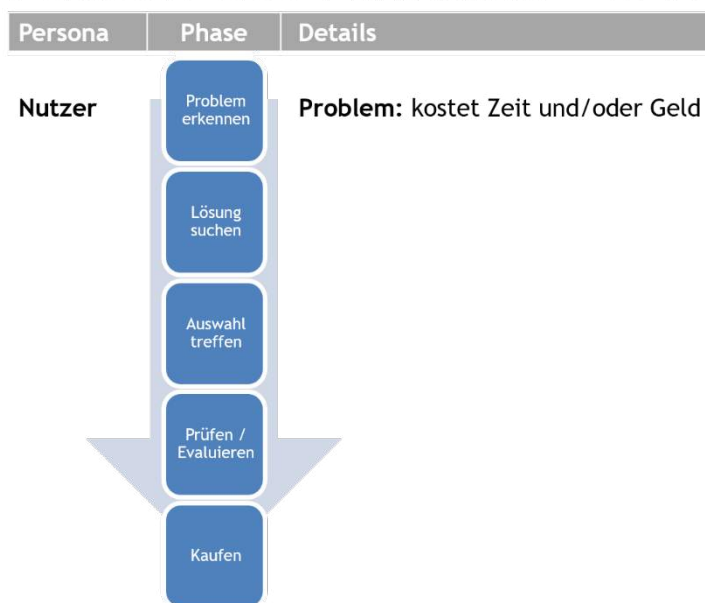 Persona Phase Details
Nutzer
Problem
erkennen
Problem: kostet Zeit und/oder Geld
Lösung
suchen
Auswahl
treffen
Prüfen /
Evaluieren
Kaufen